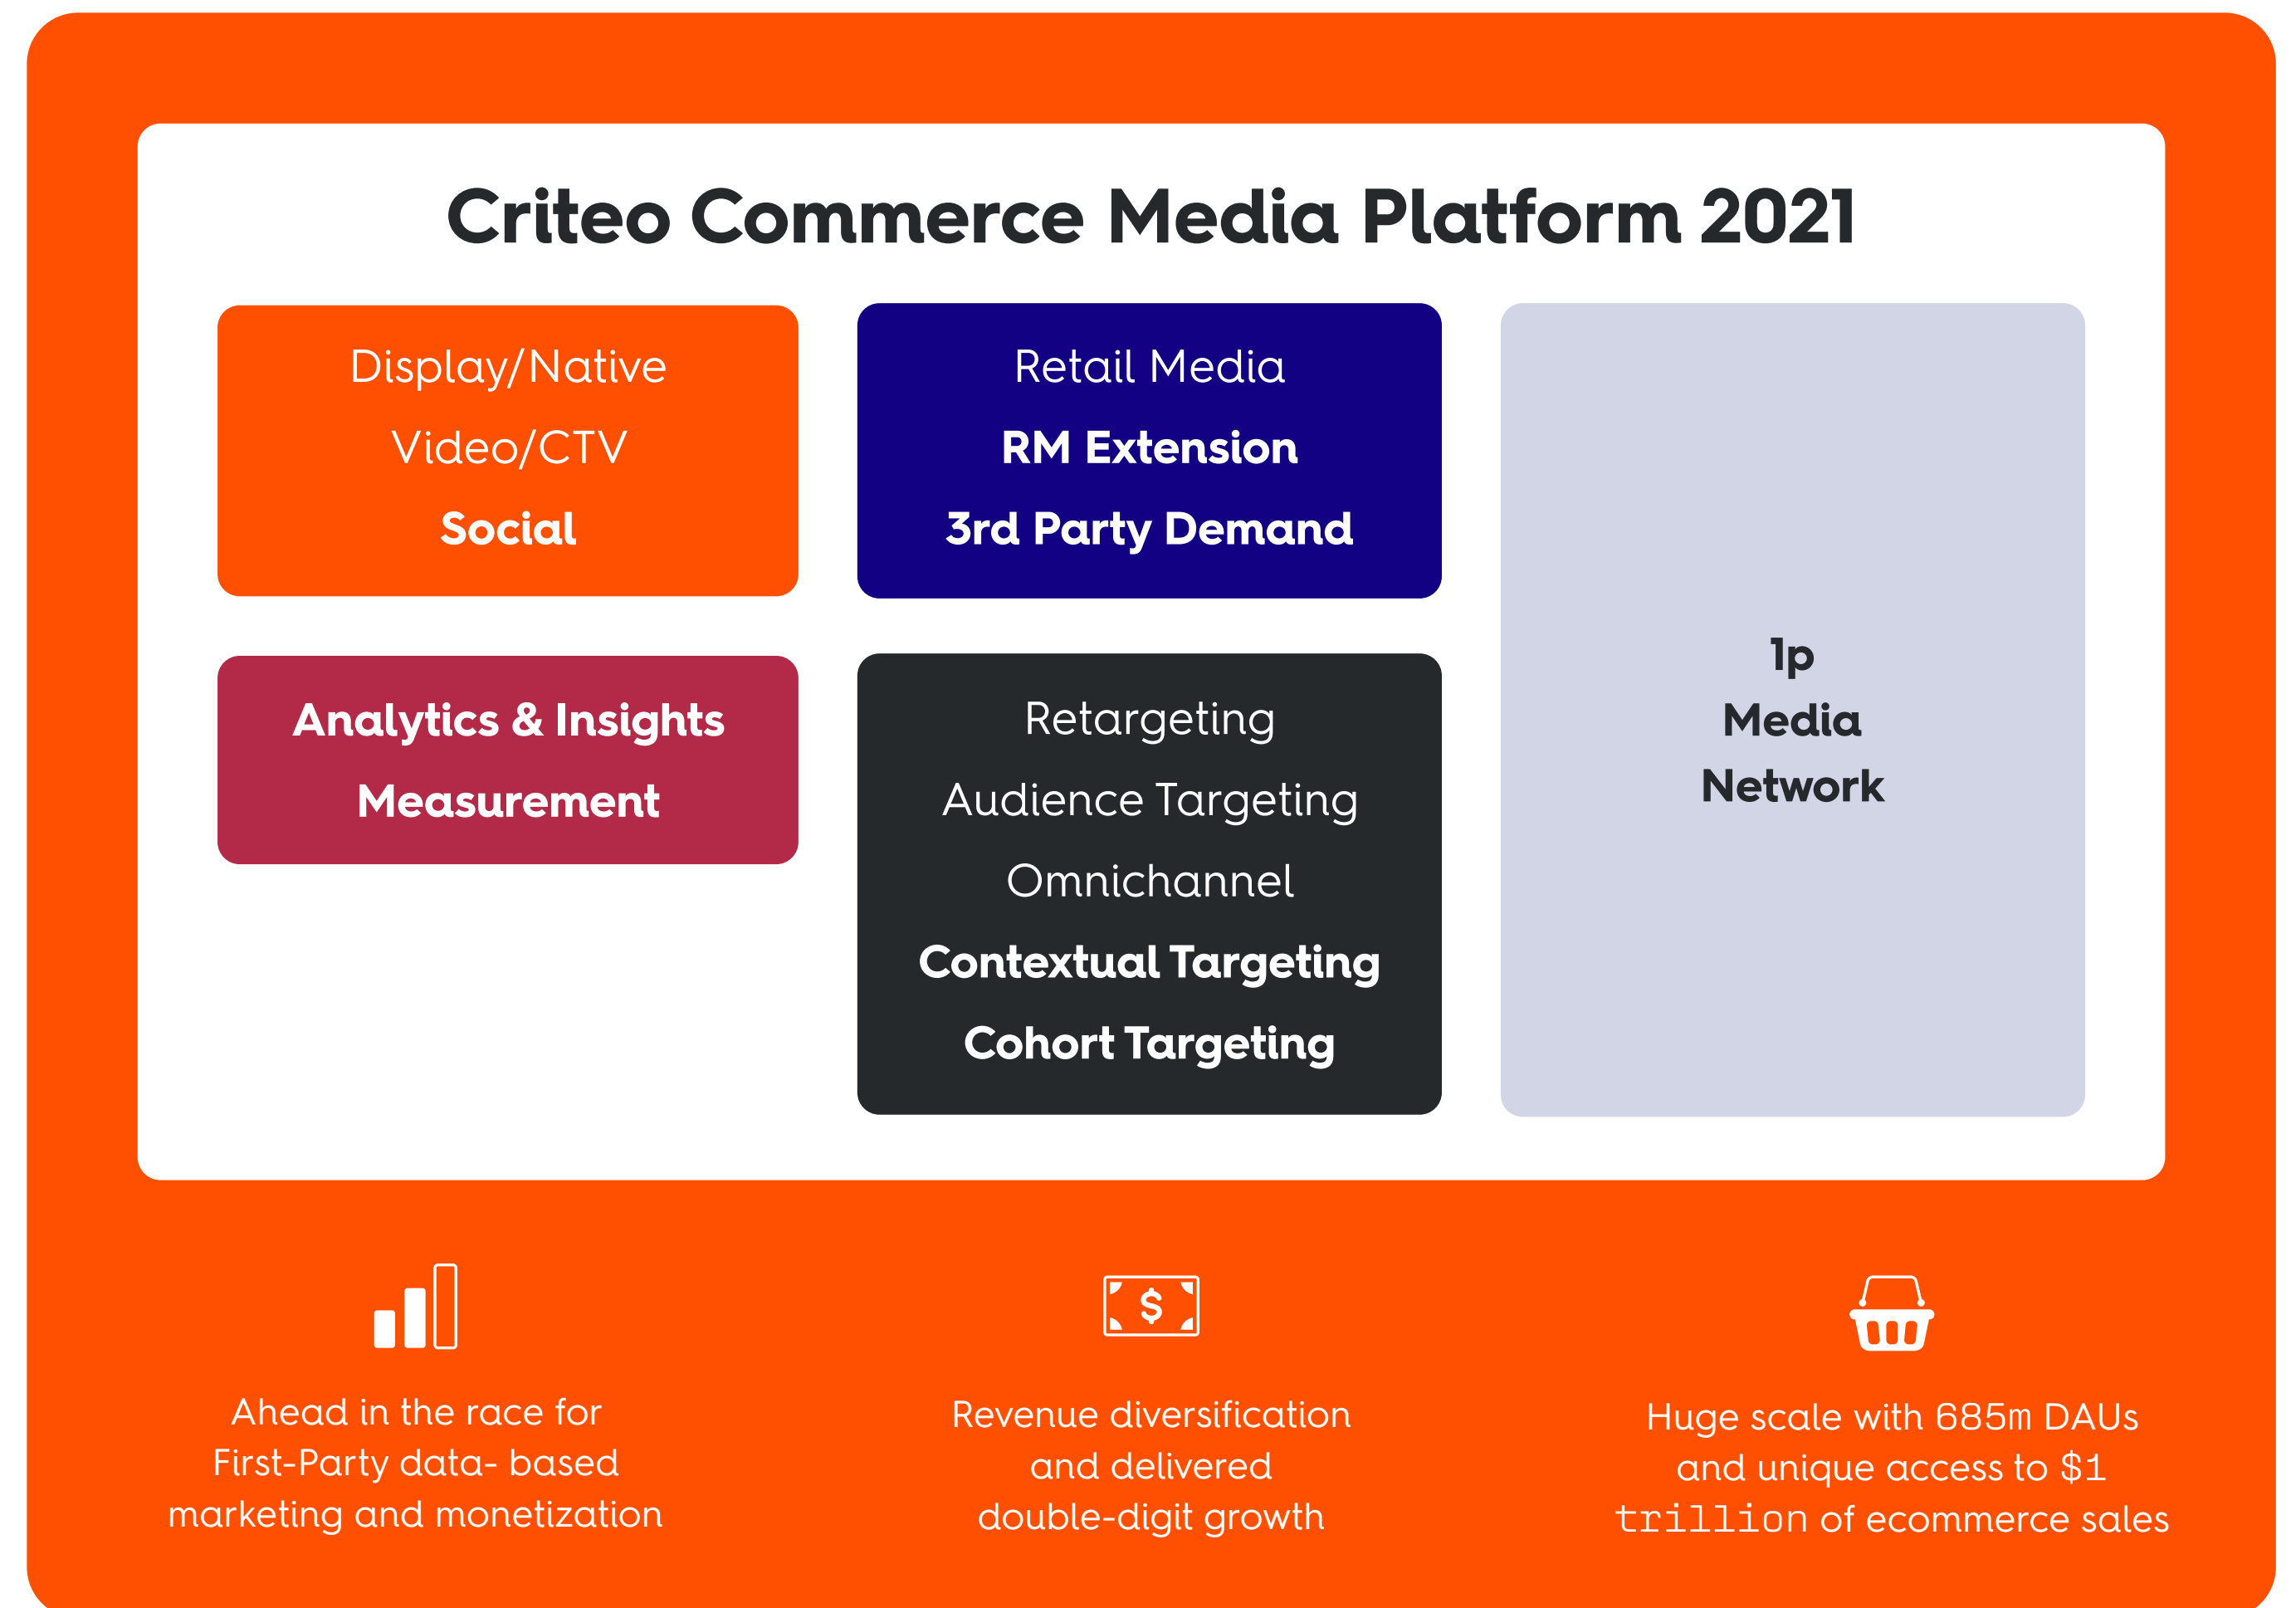 Criteo Commerce Media Platform 2021
Display/Native
Video/CTV
Social
Retail Media
RM Extension
3rd Party Demand
Analytics & Insights
Measurement
Retargeting
Audience Targeting
Omnichannel
Contextual Targeting
Cohort Targeting
1p
Media
Network
$
Ahead in the race for
First-Party data- based
marketing and monetization
Revenue diversification
and delivered
double-digit growth
Huge scale with 685m DAUs
and unique access to $1
trillion of ecommerce sales